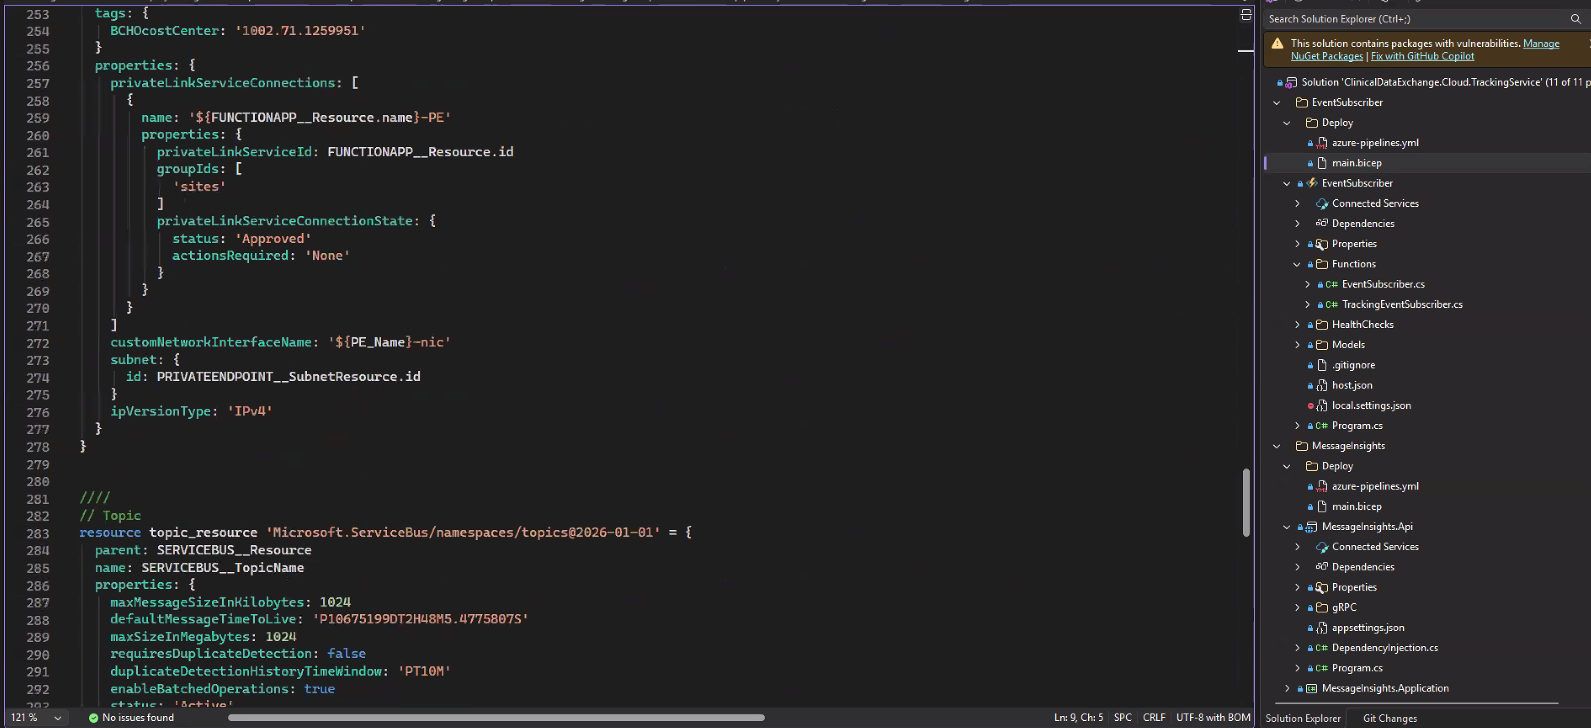 253 tags: {
254 BCHOcostCenter: '1002.71.1259951'
255 }
256 properties: {
257 privateLinkServiceConnections: [
258 {
259 name: '${FUNCTIONAPP__Resource.name}-PE'
260 properties: {
261 privateLinkServiceId: FUNCTIONAPP__Resource.id
262 groupIds: [
263 'sites'
264 ]
265 privateLinkServiceConnectionState: {
266 status: 'Approved'
267 actionsRequired: 'None'
268 }
269 }
270 }
271 ]
272 customNetworkInterfaceName: '${PE_Name}-nic'
273 subnet: {
274 id: PRIVATEENDPOINT__SubnetResource.id
275 }
276 ipVersionType: 'IPv4'
277 }
278 }
279
280
281 ////
282 // Topic
283 resource topic_resource 'Microsoft.ServiceBus/namespaces/topics@2026-01-01' = {
284 parent: SERVICEBUS__Resource
285 name: SERVICEBUS__TopicName
286 properties: {
287 maxMessageSizeInKilobytes: 1024
288 defaultMessageTimeToLive: 'P10675199DT2H48M5.4775807S'
289 maxSizeInMegabytes: 1024
290 requiresDuplicateDetection: false
291 duplicateDetectionHistoryTimeWindow: 'PT10M'
292 enableBatchedOperations: true
293 status: 'Active'
121 %
No issues found
Ln: 9, Ch: 5 SPC CRLF UTF-8 with BOM
Search Solution Explorer (Ctrl+;)
This solution contains packages with vulnerabilities. Manage
NuGet Packages | Fix with GitHub Copilot
Solution 'ClinicalDataExchange.Cloud.TrackingService' (11 of 11 p
EventSubscriber
Deploy
azure-pipelines.yml
main.bicep
EventSubscriber
Connected Services
Dependencies
Properties
Functions
C# EventSubscriber.cs
C# TrackingEventSubscriber.cs
HealthChecks
Models
.gitignore
host.json
local.settings.json
C# Program.cs
MessageInsights
Deploy
azure-pipelines.yml
main.bicep
MessageInsights.Api
Connected Services
Dependencies
Properties
gRPC
appsettings.json
C# DependencyInjection.cs
C# Program.cs
C# MessageInsights.Application
Solution Explorer Git Changes